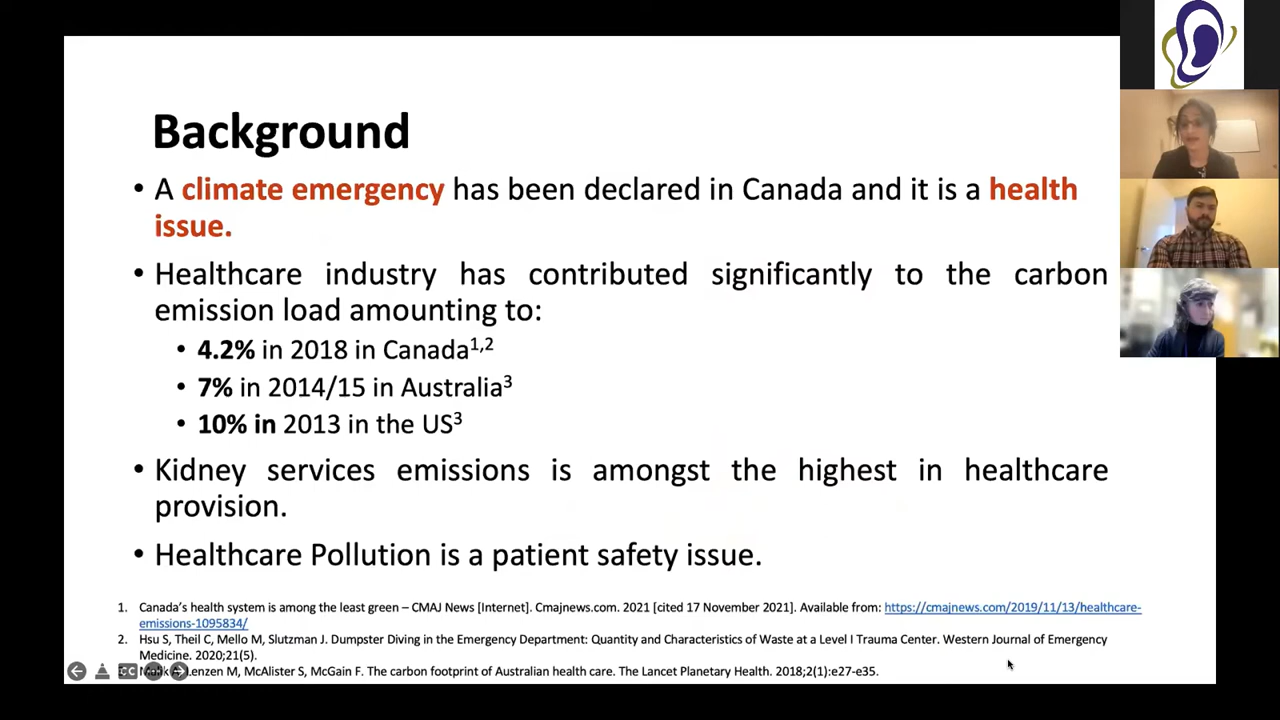 Background
• A climate emergency has been declared in Canada and it is a health
issue.
• Healthcare industry has contributed significantly to the carbon
emission load amounting to:
• 4.2% in 2018 in Canada1,2
• 7% in 2014/15 in Australia3
• 10% in 2013 in the US3
• Kidney services emissions is amongst the highest in healthcare
provision.
• Healthcare Pollution is a patient safety issue.
1. Canada's health system is among the least green – CMAJ News [Internet]. Cmajnews.com. 2021 [cited 17 November 2021]. Available from: https://cmajnews.com/2019/11/13/healthcare-
emissions-1095834/
2. Hsu S, Theil C, Mello M, Slutzman J. Dumpster Diving in the Emergency Department: Quantity and Characteristics of Waste at a Level I Trauma Center. Western Journal of Emergency
Medicine. 2020;21(5).
Lenzen M, McAlister S, McGain F. The carbon footprint of Australian health care. The Lancet Planetary Health. 2018;2(1):e27-e35.
CC